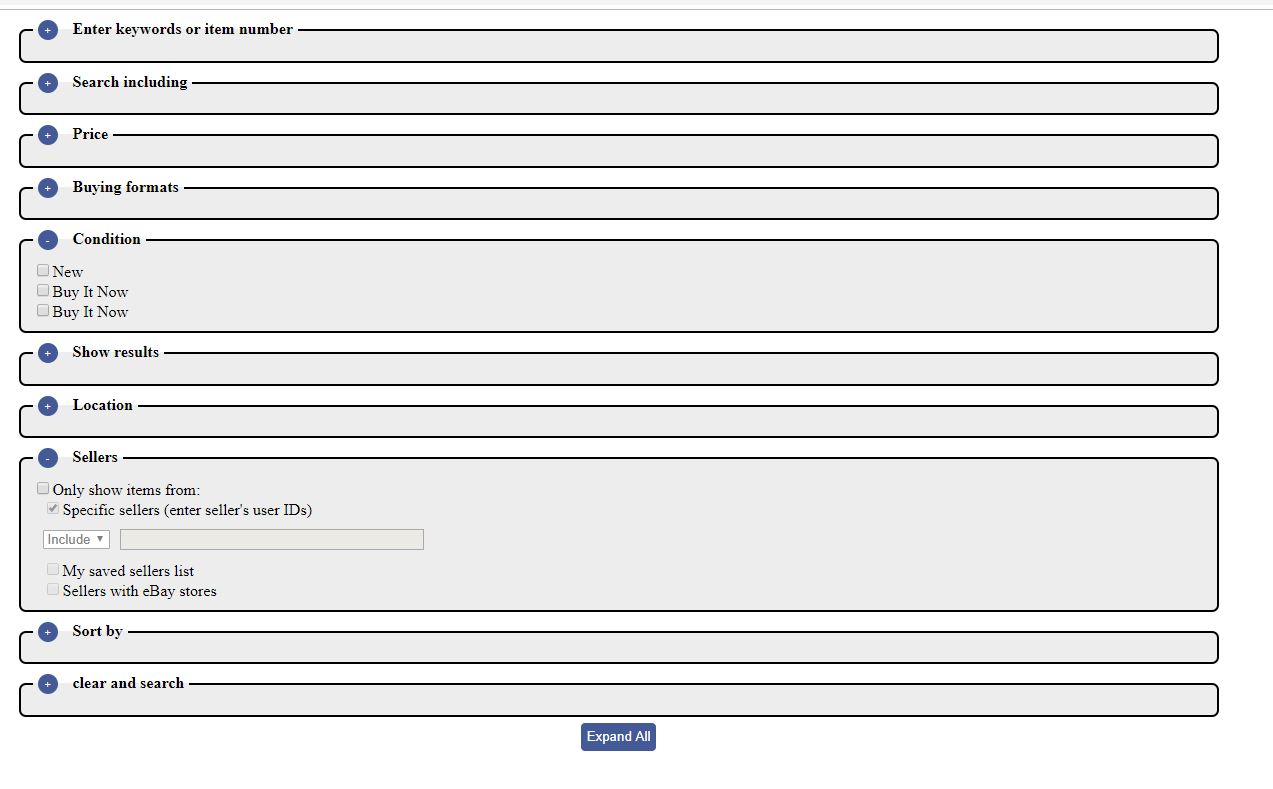 + Enter keywords or item number
+ Search including
+ Price
+ Buying formats
- Condition
New
Buy It Now
Buy It Now
+ Show results
+ Location
- Sellers
Only show items from:
Specific sellers (enter seller's user IDs)
Include
My saved sellers list
Sellers with eBay stores
+ Sort by
+ clear and search
Expand All